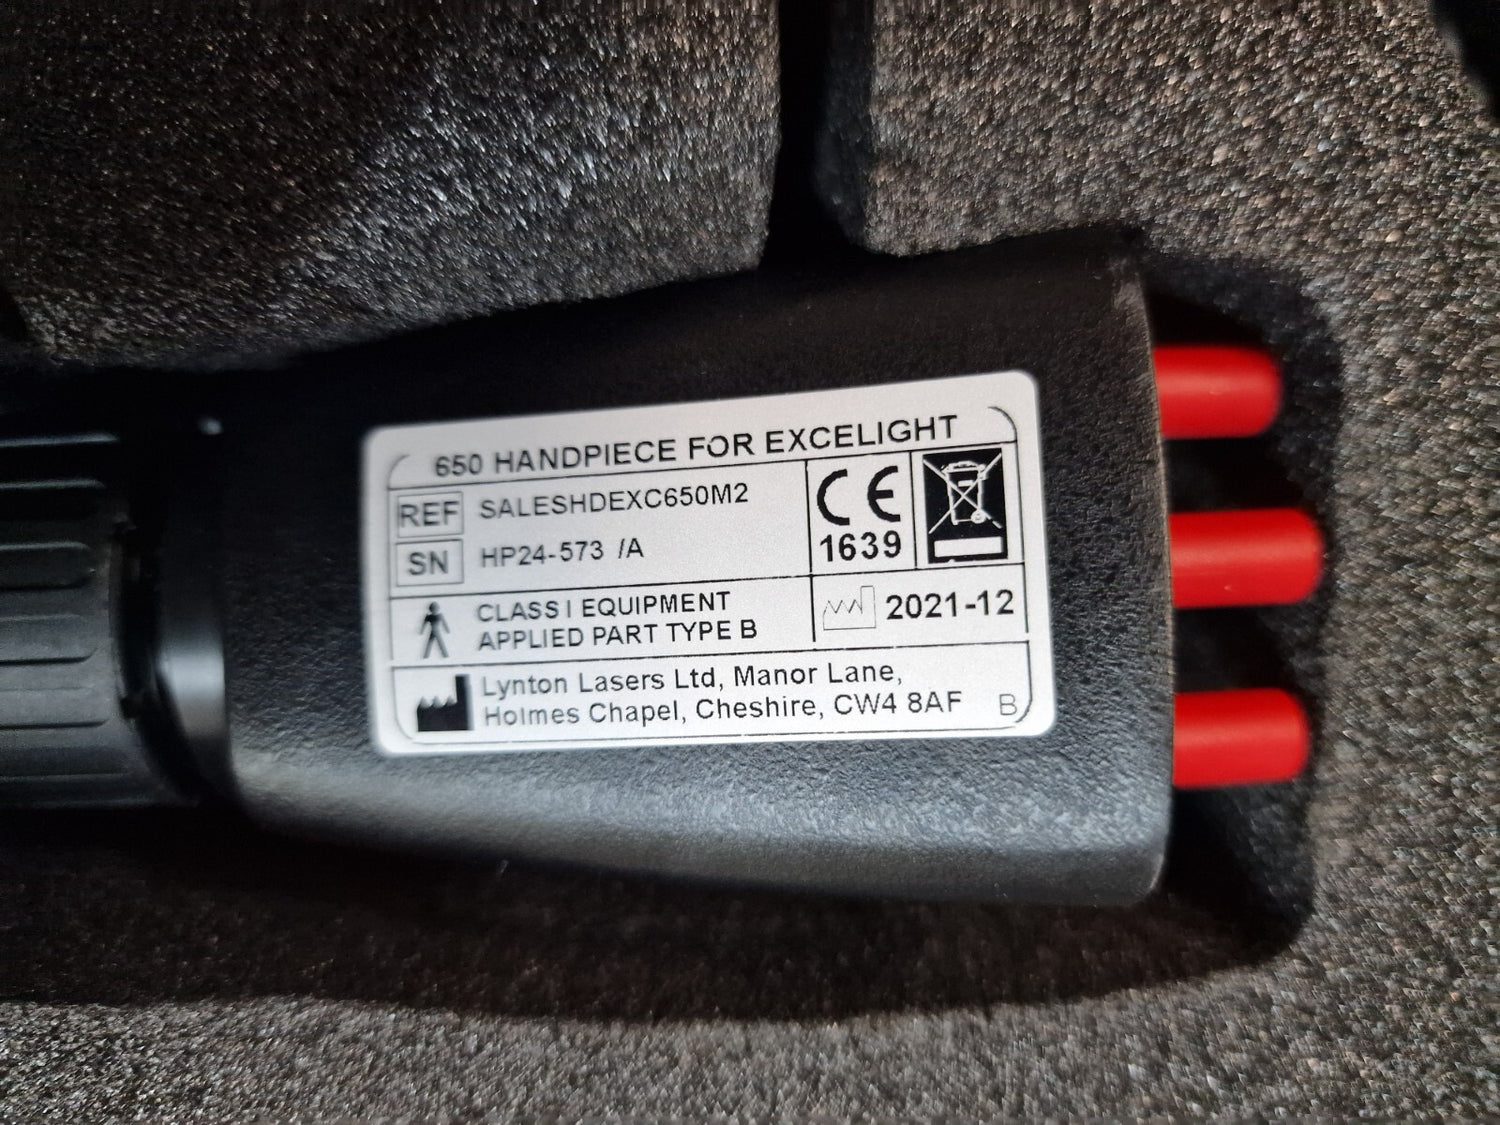 650 HANDPIECE FOR EXCELIGHT
REF SALESHDEXC650M2
SN HP24-573 /A
CE
1639
CLASS I EQUIPMENT
APPLIED PART TYPE B
2021-12
Lynton Lasers Ltd, Manor Lane,
Holmes Chapel, Cheshire, CW4 8AF B